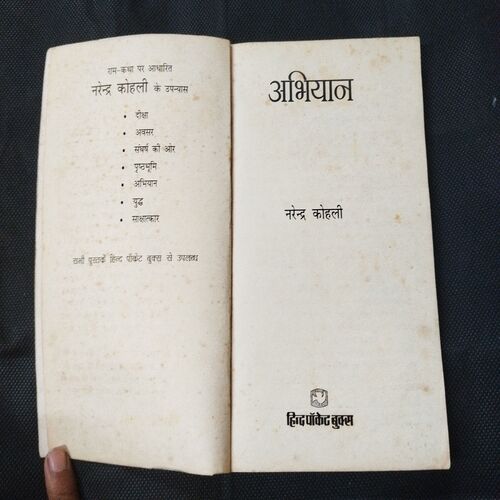 राम-कथा पर आधारित
नरेन्द्र कोहली के उपन्यास
• दीक्षा
• अवसर
• संघर्ष की ओर
• पृष्ठभूमि
• अभियान
• युद्ध
• साक्षात्कार
सभी पुस्तकें हिन्द पॉकेट बुक्स से उपलब्ध
अभियान
नरेन्द्र कोहली
हिन्द पॉकेट बुक्स